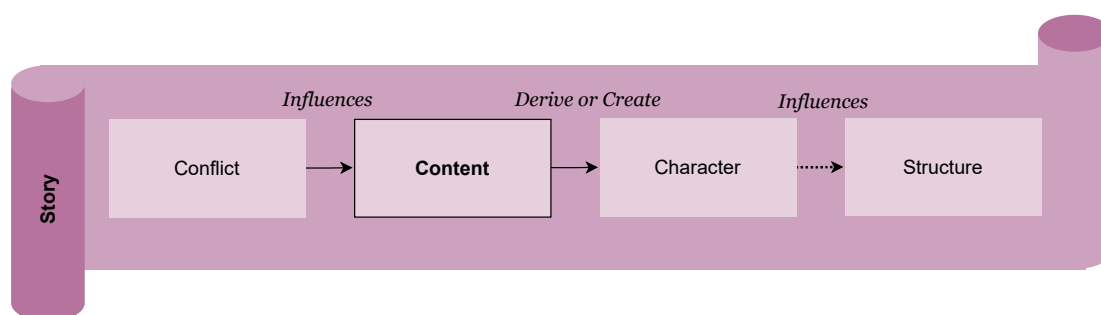 Story
Influences
Derive or Create
Influences
Conflict
Content
Character
Structure